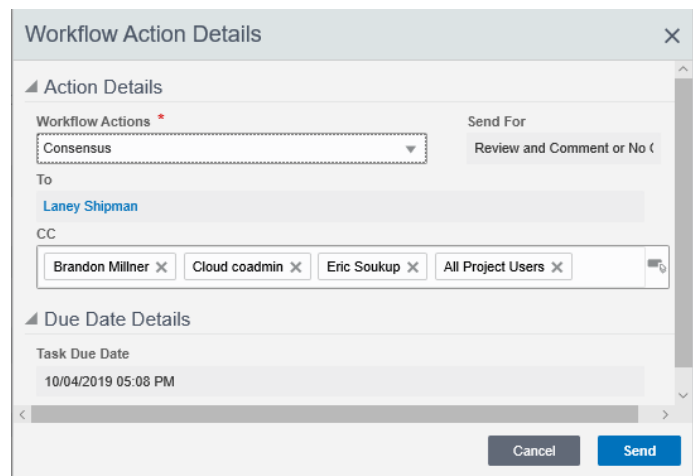 Workflow Action Details
Action Details
Workflow Actions *
Send For
Consensus
Review and Comment or No
To
Laney Shipman
CC
Brandon Millner
Cloud coadmin
Eric Soukup
All Project Users
Due Date Details
Task Due Date
10/04/2019 05:08 PM
Cancel
Send